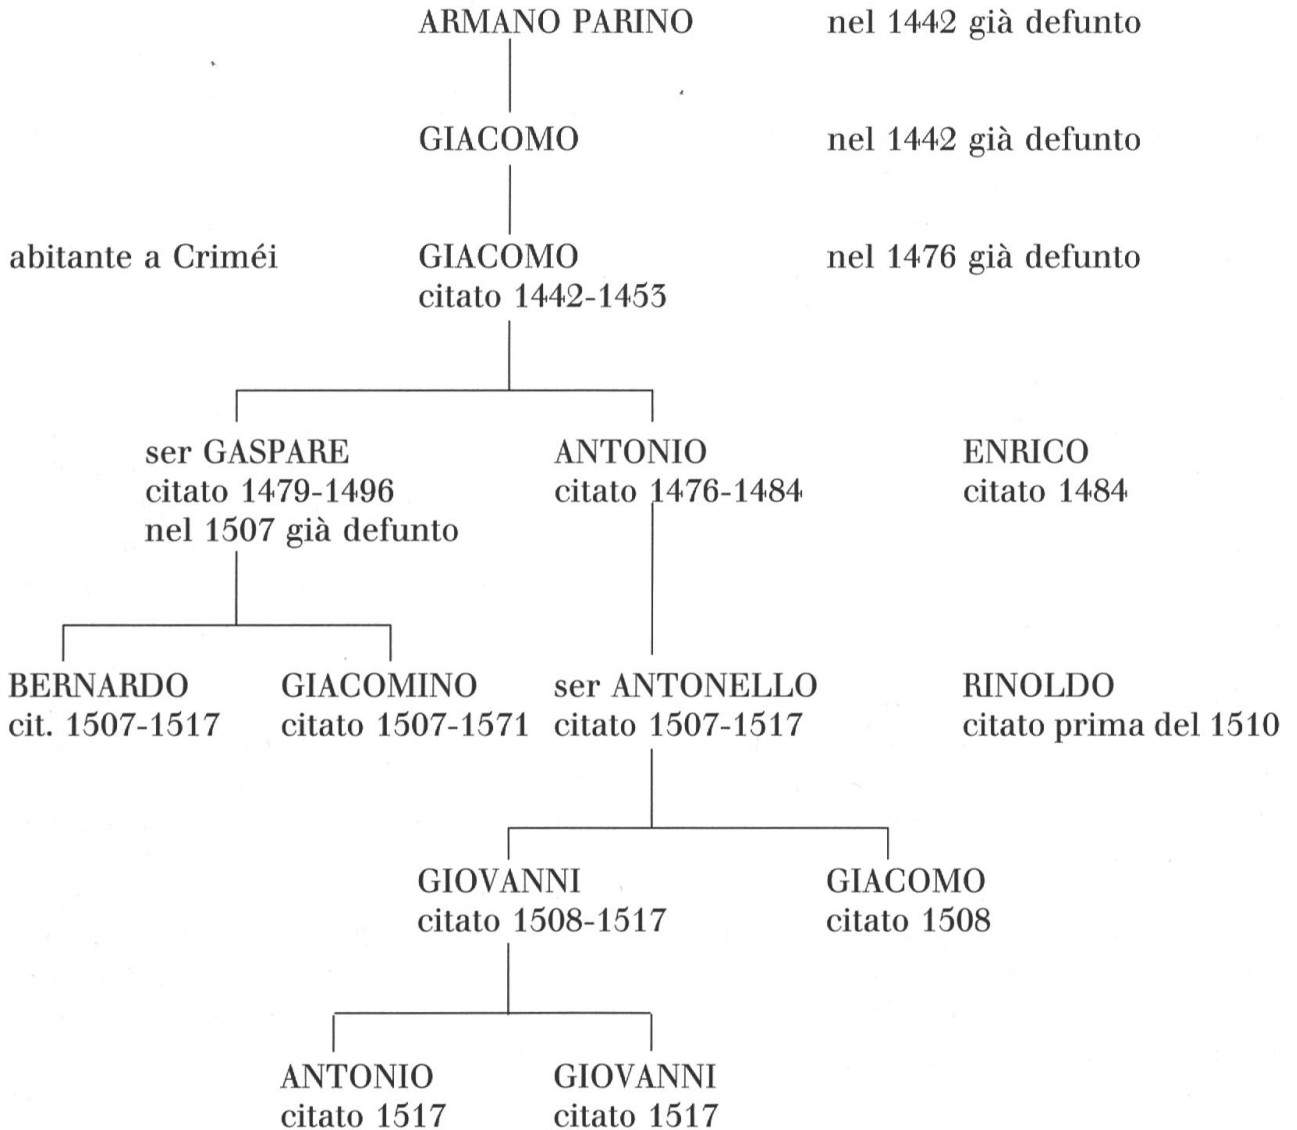 ARMANO PARINO nel 1442 già defunto
GIACOMO nel 1442 già defunto
abitante a Criméi GIACOMO nel 1476 già defunto
citato 1442-1453
ser GASPARE ANTONIO ENRICO
citato 1479-1496 citato 1476-1484 citato 1484
nel 1507 già defunto
BERNARDO GIACOMINO ser ANTONELLO RINOLDO
cit. 1507-1517 citato 1507-1571 citato 1507-1517 citato prima del 1510
GIOVANNI GIACOMO
citato 1508-1517 citato 1508
ANTONIO GIOVANNI
citato 1517 citato 1517